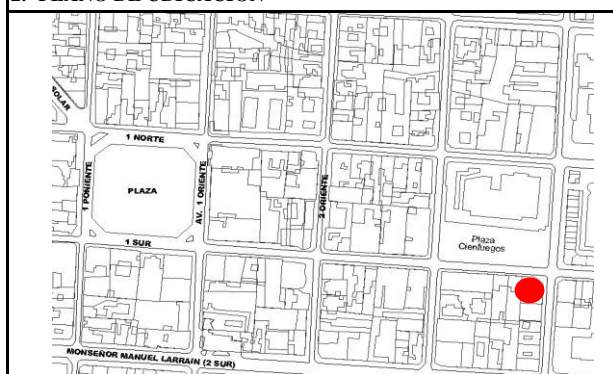 2. PLANO DE UBICACIÓN
SOLAR
1 NORTE
1 PONIENTE
PLAZA
AV. 1 ORIENTE
2 ORIENTE
Plaza
Cienfuegos
1 SUR
MONSEÑOR MANUEL LARRAIN (2 SUR)